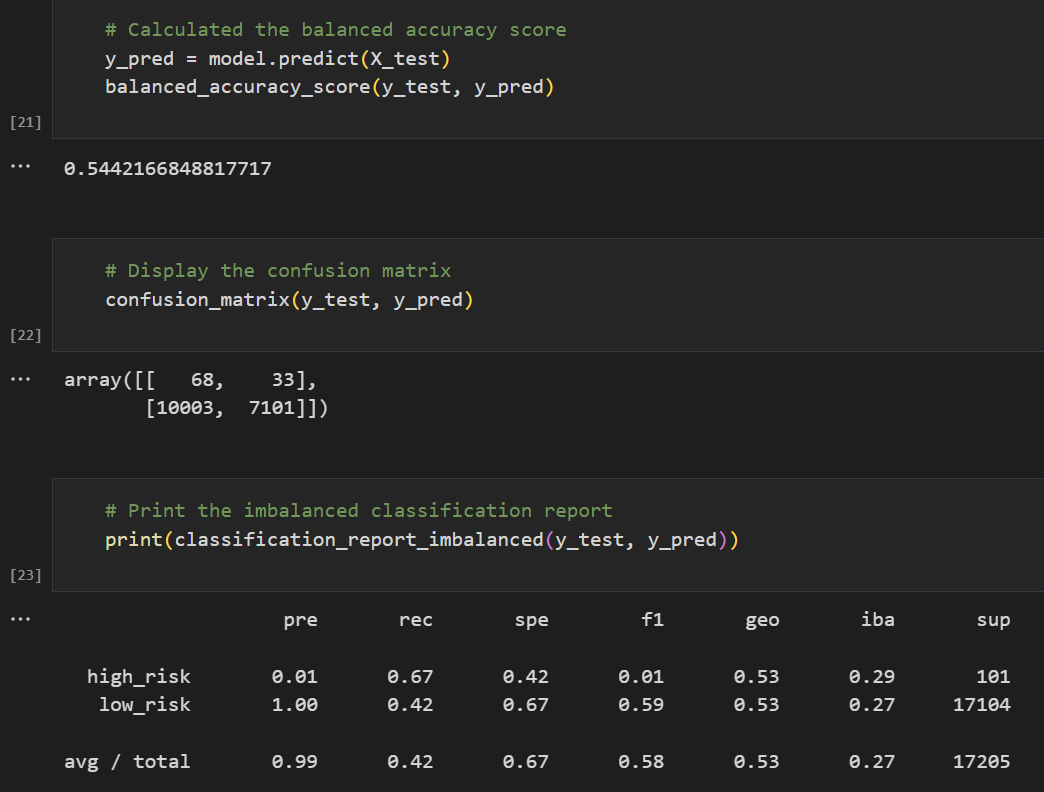 # Calculated the balanced accuracy score
y_pred = model.predict(X_test)
balanced_accuracy_score(y_test, y_pred)
[21]
... 0.5442166848817717
# Display the confusion matrix
confusion_matrix(y_test, y_pred)
[22]
... array([[   68,    33],
       [10003,  7101]])
# Print the imbalanced classification report
print(classification_report_imbalanced(y_test, y_pred))
[23]
... pre rec spe f1 geo iba sup
high_risk 0.01 0.67 0.42 0.01 0.53 0.29 101
low_risk 1.00 0.42 0.67 0.59 0.53 0.27 17104
avg / total 0.99 0.42 0.67 0.58 0.53 0.27 17205